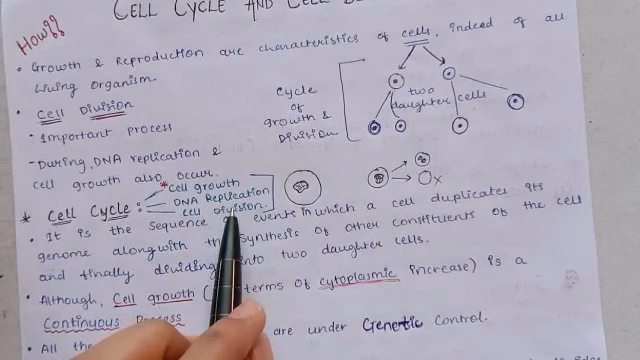 CELL CYCLE AND CELL
How??
• Growth & Reproduction are characteristics of cells, indeed of all
living organism.
• Cell Division
- Important process
- During, DNA replication &
cell growth also occur.
Cycle
of
growth &
Division
two
daughter cells
* Cell Cycle :
* Cell growth
DNA Replication
Cell Division.
x
• It is the sequence events in which a cell duplicates its
genome along with the synthesis of other constituents of the cell
and finally dividing into two daughter cells.
• Although, Cell growth ( terms of cytoplasmic increase) is a
Continuous Process
• All the are under Genetic Control.